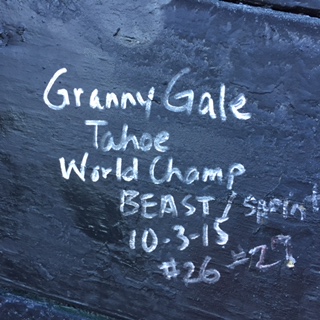 Granny Gale
Tahoe
World Champ
BEAST / Sprint
10-3-15
#26 #27